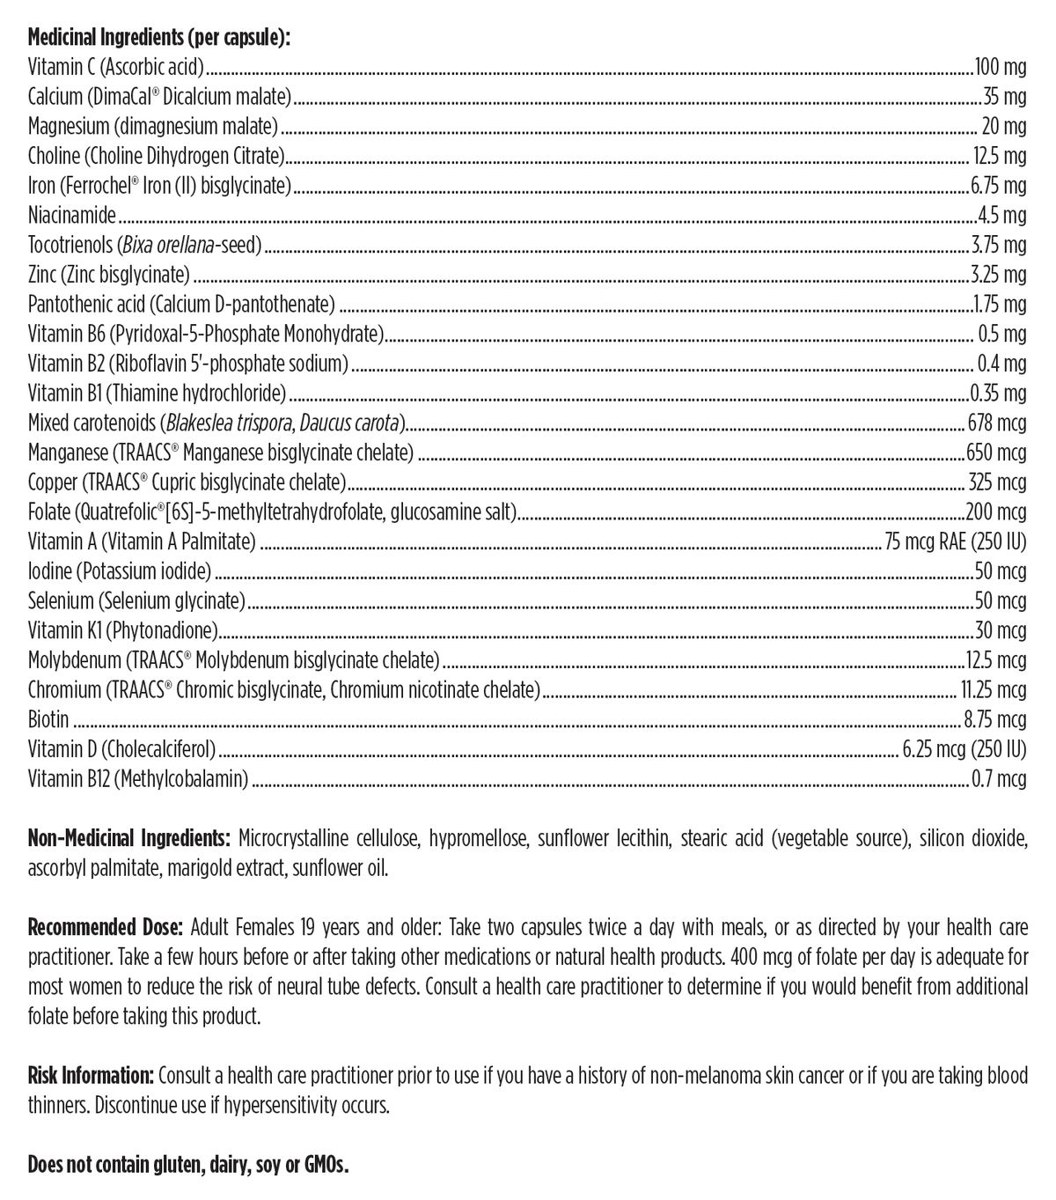 Medicinal Ingredients (per capsule):
Vitamin C (Ascorbic acid)....................100 mg
Calcium (DimaCal® Dicalcium malate)....................35 mg
Magnesium (dimagnesium malate).................... 20 mg
Choline (Choline Dihydrogen Citrate).................... 12.5 mg
Iron (Ferrochel® Iron (II) bisglycinate)....................6.75 mg
Niacinamide....................4.5 mg
Tocotrienols (Bixa orellana-seed)....................3.75 mg
Zinc (Zinc bisglycinate)....................3.25 mg
Pantothenic acid (Calcium D-pantothenate)....................1.75 mg
Vitamin B6 (Pyridoxal-5-Phosphate Monohydrate).................... 0.5 mg
Vitamin B2 (Riboflavin 5'-phosphate sodium).................... 0.4 mg
Vitamin B1 (Thiamine hydrochloride)....................0.35 mg
Mixed carotenoids (Blakeslea trispora, Daucus carota).................... 678 mcg
Manganese (TRAACS® Manganese bisglycinate chelate)....................650 mcg
Copper (TRAACS® Cupric bisglycinate chelate).................... 325 mcg
Folate (Quatrefolic®[6S]-5-methyltetrahydrofolate, glucosamine salt)....................200 mcg
Vitamin A (Vitamin A Palmitate).................... 75 mcg RAE (250 IU)
Iodine (Potassium iodide)....................50 mcg
Selenium (Selenium glycinate)....................50 mcg
Vitamin K1 (Phytonadione)....................30 mcg
Molybdenum (TRAACS® Molybdenum bisglycinate chelate)....................12.5 mcg
Chromium (TRAACS® Chromic bisglycinate, Chromium nicotinate chelate).................... 11.25 mcg
Biotin....................8.75 mcg
Vitamin D (Cholecalciferol).................... 6.25 mcg (250 IU)
Vitamin B12 (Methylcobalamin)....................0.7 mcg
Non-Medicinal Ingredients: Microcrystalline cellulose, hypromellose, sunflower lecithin, stearic acid (vegetable source), silicon dioxide,
ascorbyl palmitate, marigold extract, sunflower oil.
Recommended Dose: Adult Females 19 years and older: Take two capsules twice a day with meals, or as directed by your health care
practitioner. Take a few hours before or after taking other medications or natural health products. 400 mcg of folate per day is adequate for
most women to reduce the risk of neural tube defects. Consult a health care practitioner to determine if you would benefit from additional
folate before taking this product.
Risk Information: Consult a health care practitioner prior to use if you have a history of non-melanoma skin cancer or if you are taking blood
thinners. Discontinue use if hypersensitivity occurs.
Does not contain gluten, dairy, soy or GMOs.